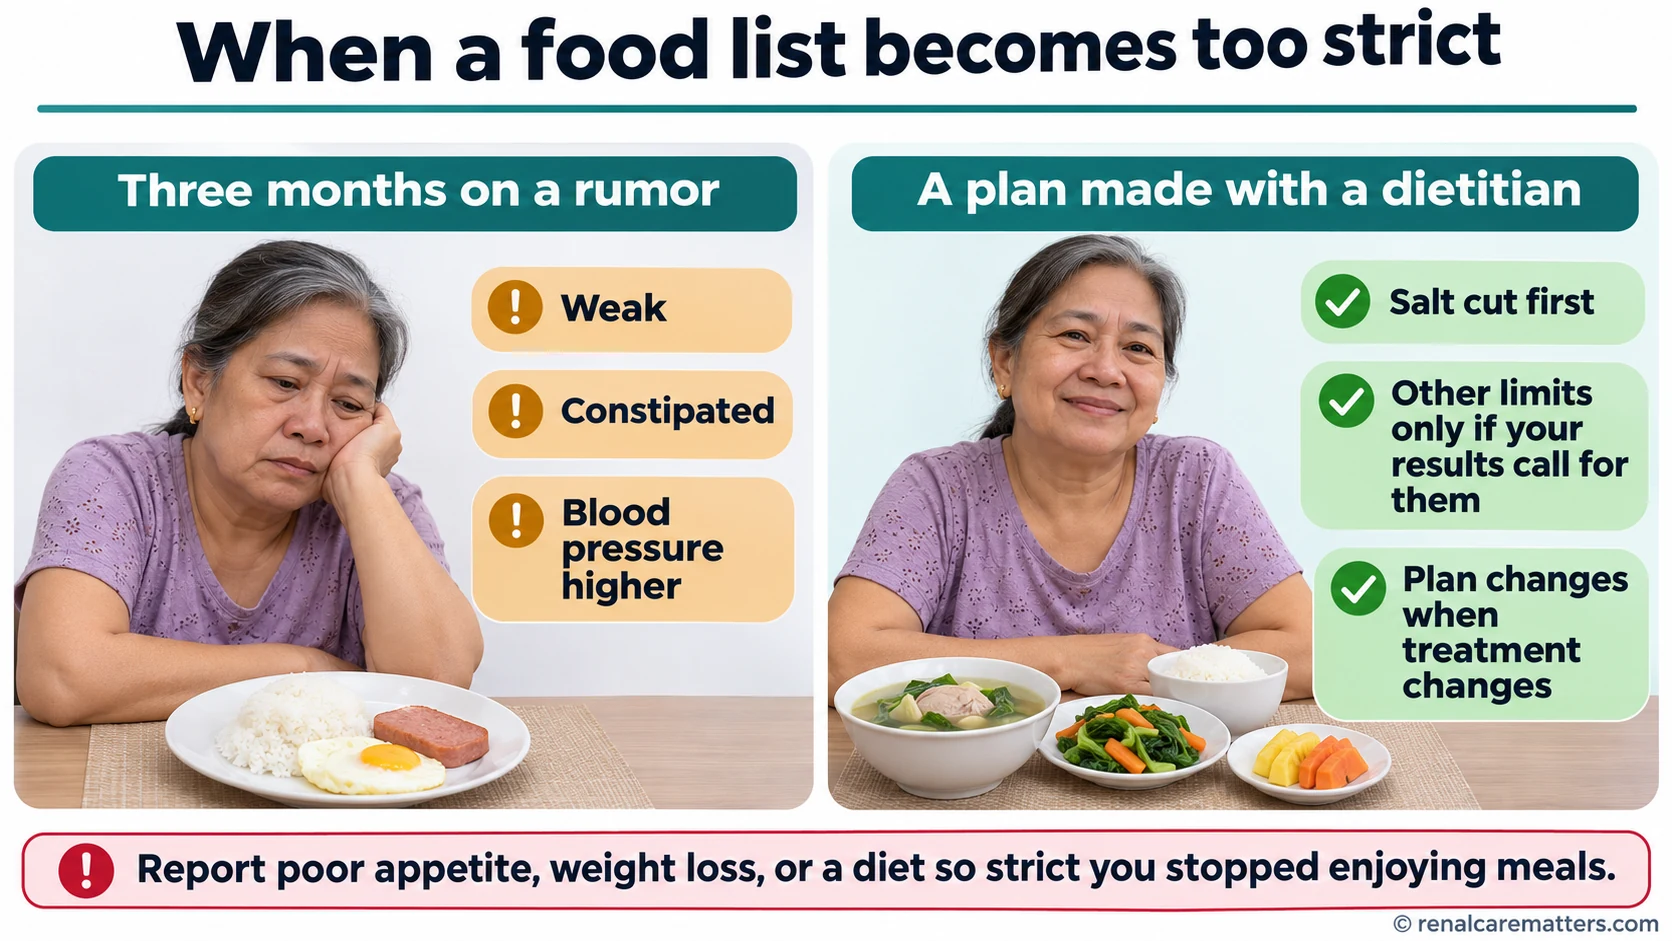 When a food list becomes too strict
Three months on a rumor
Weak
Constipated
Blood
pressure
higher
A plan made with a dietitian
Salt cut first
Other limits
only if your
results call for
them
Plan changes
when
treatment
changes
Report poor appetite, weight loss, or a diet so strict you stopped enjoying meals.
© renalcarematters.com